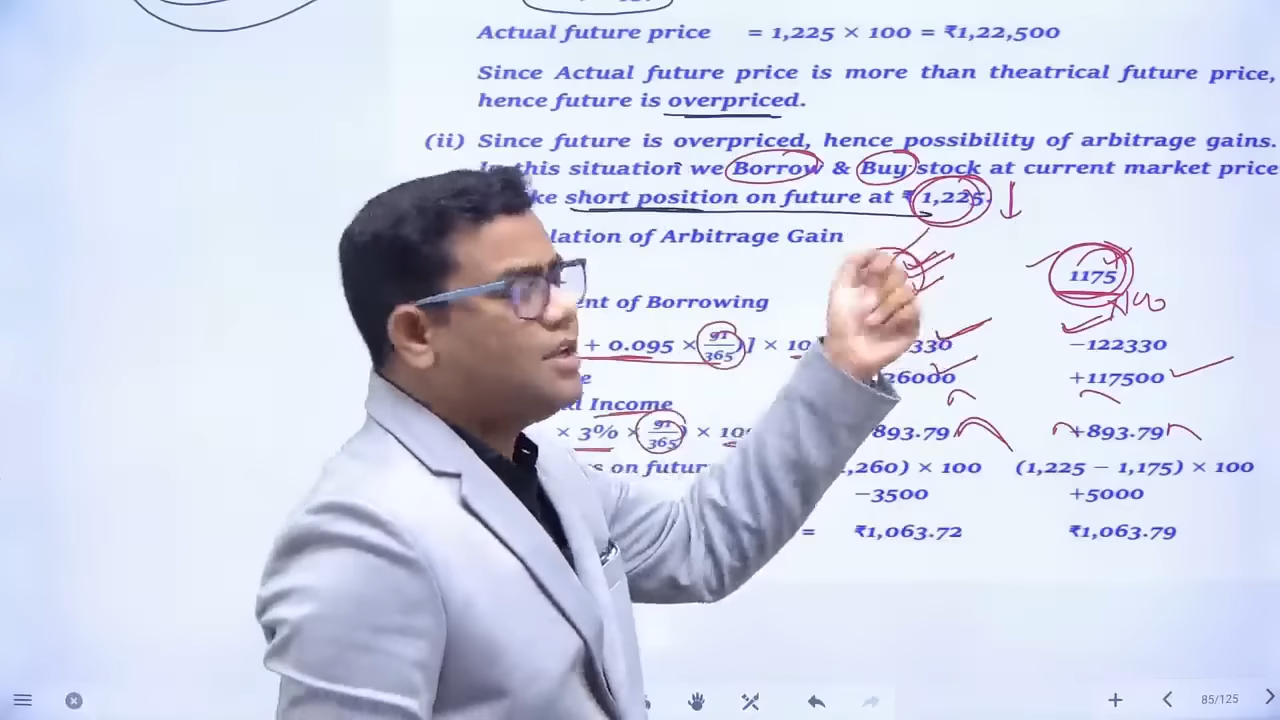 Actual future price = 1,225 × 100 = ₹1,22,500
Since Actual future price is more than theatrical future price,
hence future is overpriced.
(ii) Since future is overpriced, hence possibility of arbitrage gains.
In this situation we Borrow & Buy stock at current market price
short position on future at ₹ 1,225.
of Arbitrage Gain
1175
of Borrowing
+ 0.095 × 91/365)] × 10 330 −122330
26000 +117500
Income
× 3% × 91/365) × 10 893.79 +893.79
on futur ,260) × 100 (1,225 − 1,175) × 100
−3500 +5000
= ₹1,063.72 ₹1,063.79
85/125